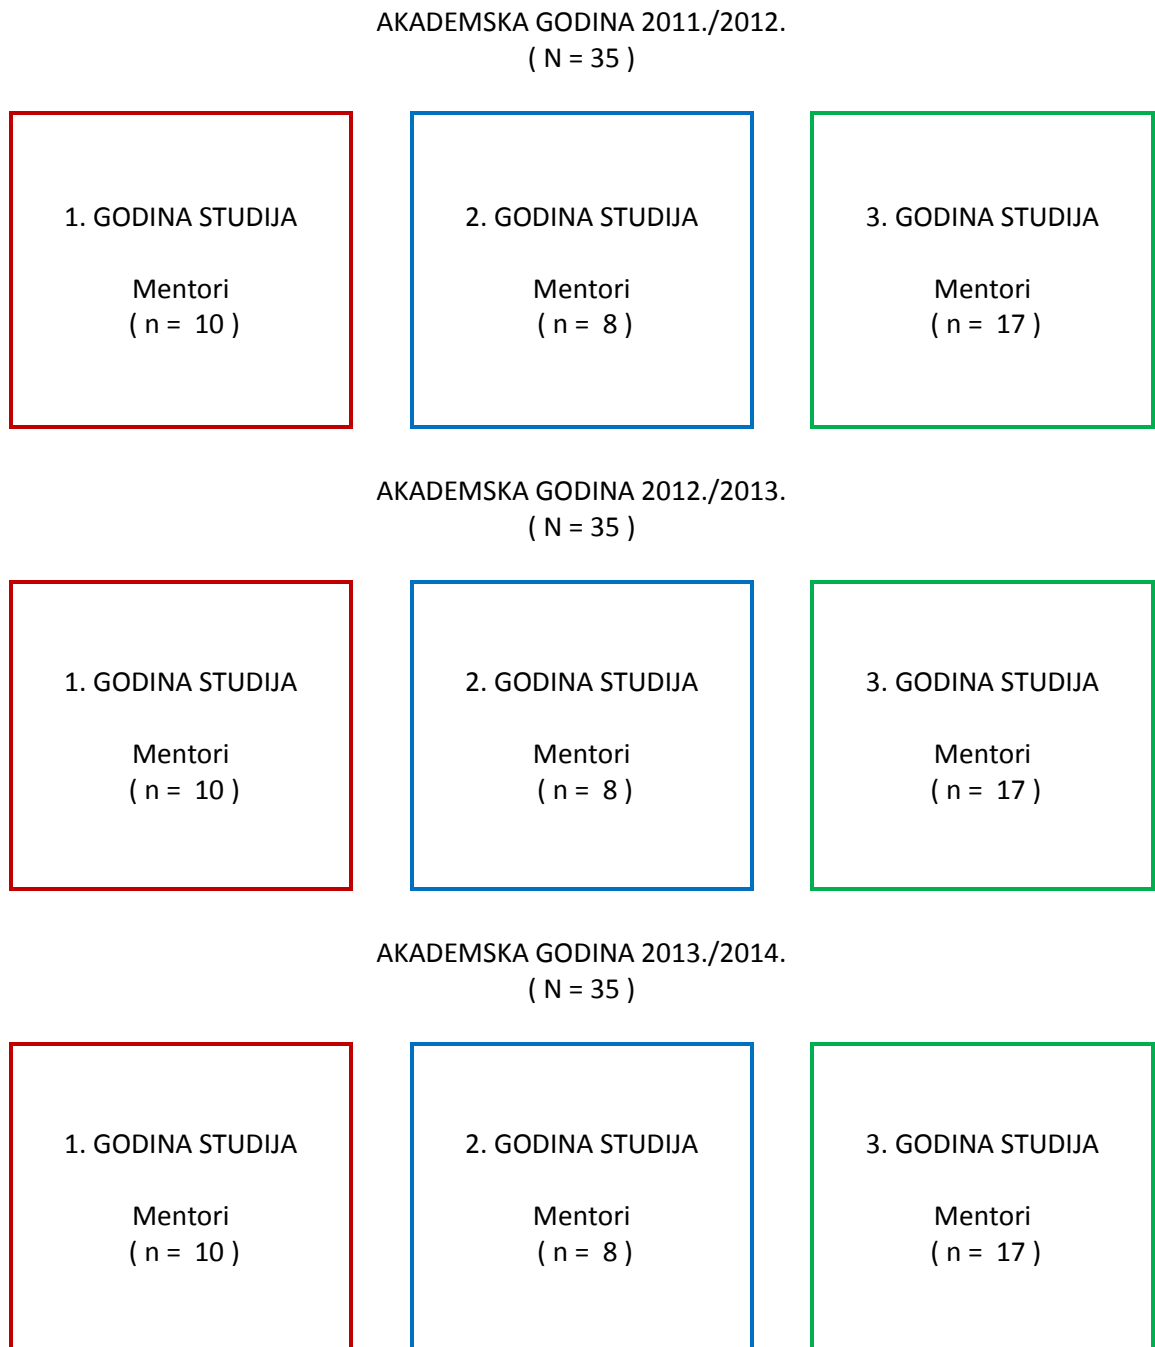 AKADEMSKA GODINA 2011./2012.
( N = 35 )
1. GODINA STUDIJA
Mentori
( n = 10 )
2. GODINA STUDIJA
Mentori
( n = 8 )
3. GODINA STUDIJA
Mentori
( n = 17 )
AKADEMSKA GODINA 2012./2013.
( N = 35 )
1. GODINA STUDIJA
Mentori
( n = 10 )
2. GODINA STUDIJA
Mentori
( n = 8 )
3. GODINA STUDIJA
Mentori
( n = 17 )
AKADEMSKA GODINA 2013./2014.
( N = 35 )
1. GODINA STUDIJA
Mentori
( n = 10 )
2. GODINA STUDIJA
Mentori
( n = 8 )
3. GODINA STUDIJA
Mentori
( n = 17 )